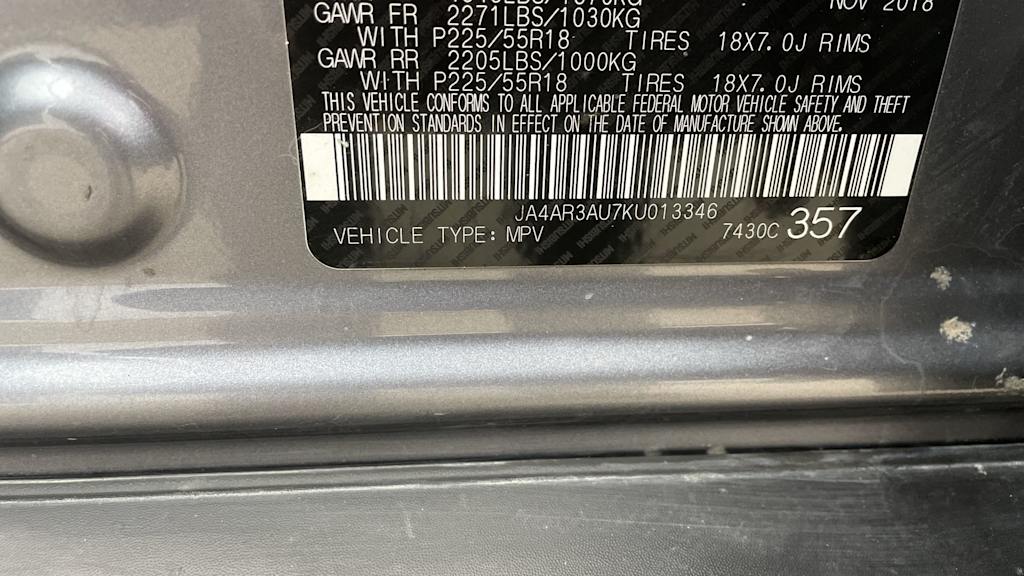 NOV 2018
GAWR FR 2271LBS/1030KG
WITH P225/55R18 TIRES 18X7.0J RIMS
GAWR RR 2205LBS/1000KG
WITH P225/55R18 TIRES 18X7.0J RIMS
THIS VEHICLE CONFORMS TO ALL APPLICABLE FEDERAL MOTOR VEHICLE SAFETY AND THEFT
PREVENTION STANDARDS IN EFFECT ON THE DATE OF MANUFACTURE SHOWN ABOVE.
JA4AR3AU7KU013346
VEHICLE TYPE: MPV 7430C 357